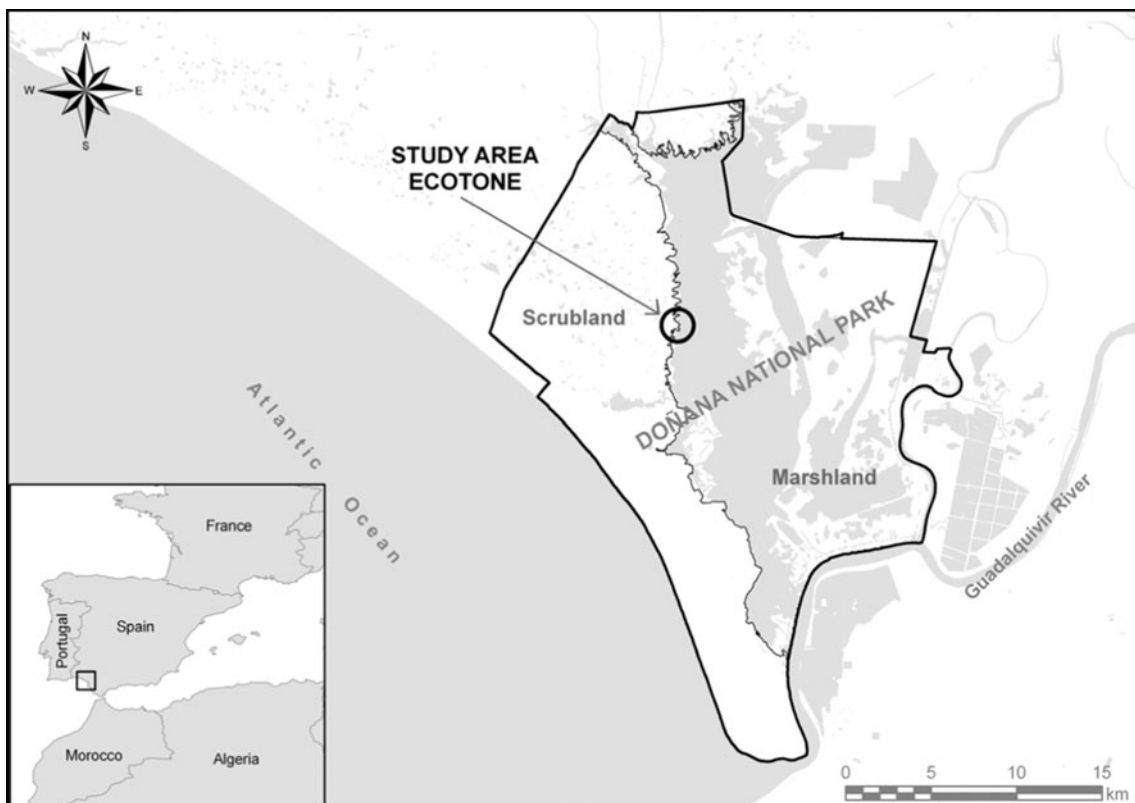 N
W E
S
STUDY AREA
ECOTONE
Scrubland
DOÑANA NATIONAL PARK
Marshland
Atlantic Ocean
Guadalquivir River
France
Portugal
Spain
Morocco
Algeria
0 5 10 15
km